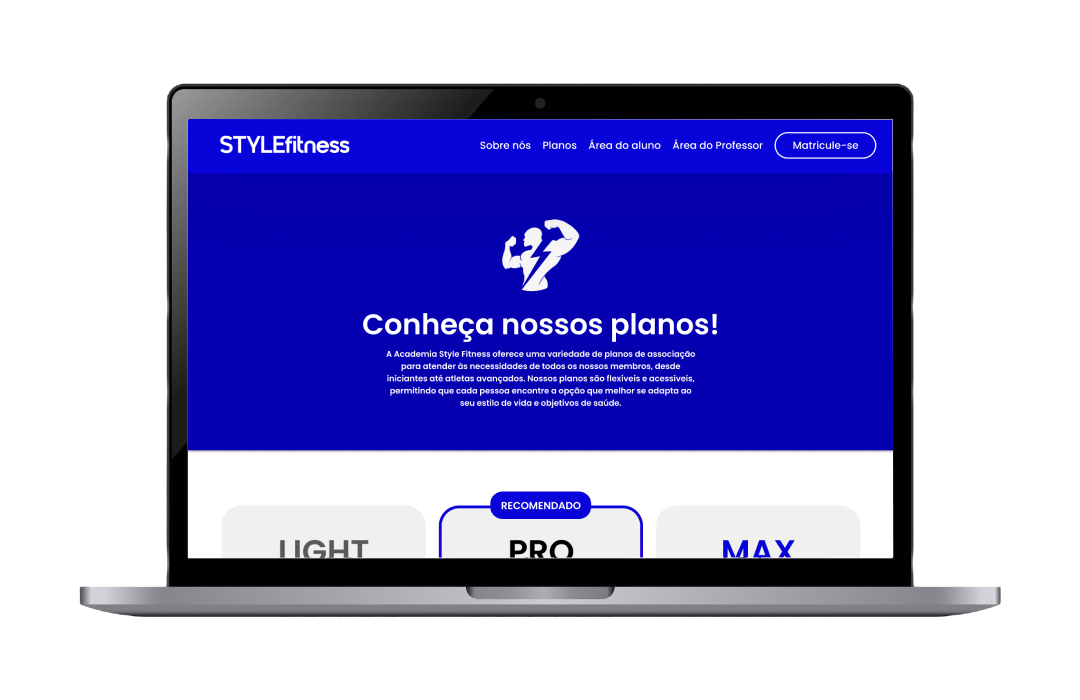 STYLEfitness
Sobre nós
Planos
Área do aluno
Área do Professor
Matricule-se
Conheça nossos planos!
A Academia Style Fitness oferece uma variedade de planos de associação
para atender às necessidades de todos os nossos membros, desde
iniciantes até atletas avançados. Nossos planos são flexíveis e acessíveis,
permitindo que cada pessoa encontre a opção que melhor se adapta ao
seu estilo de vida e objetivos de saúde.
RECOMENDADO
LIGHT
PRO
MAX